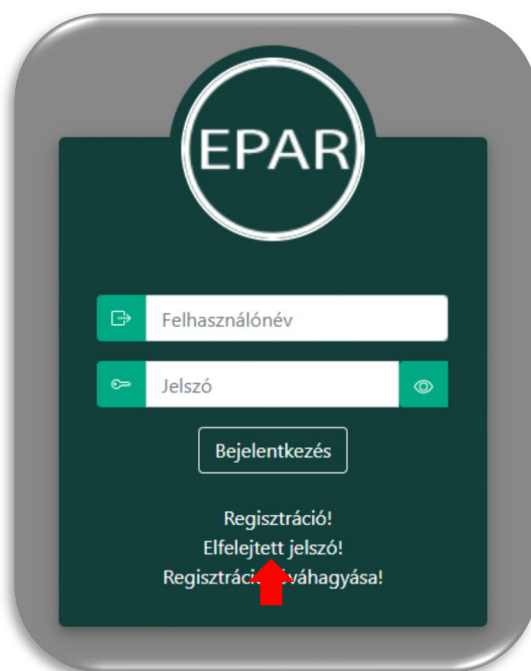 EPAR
Felhasználónév
Jelszó
Bejelentkezés
Regisztráció!
Elfelejtett jelszó!